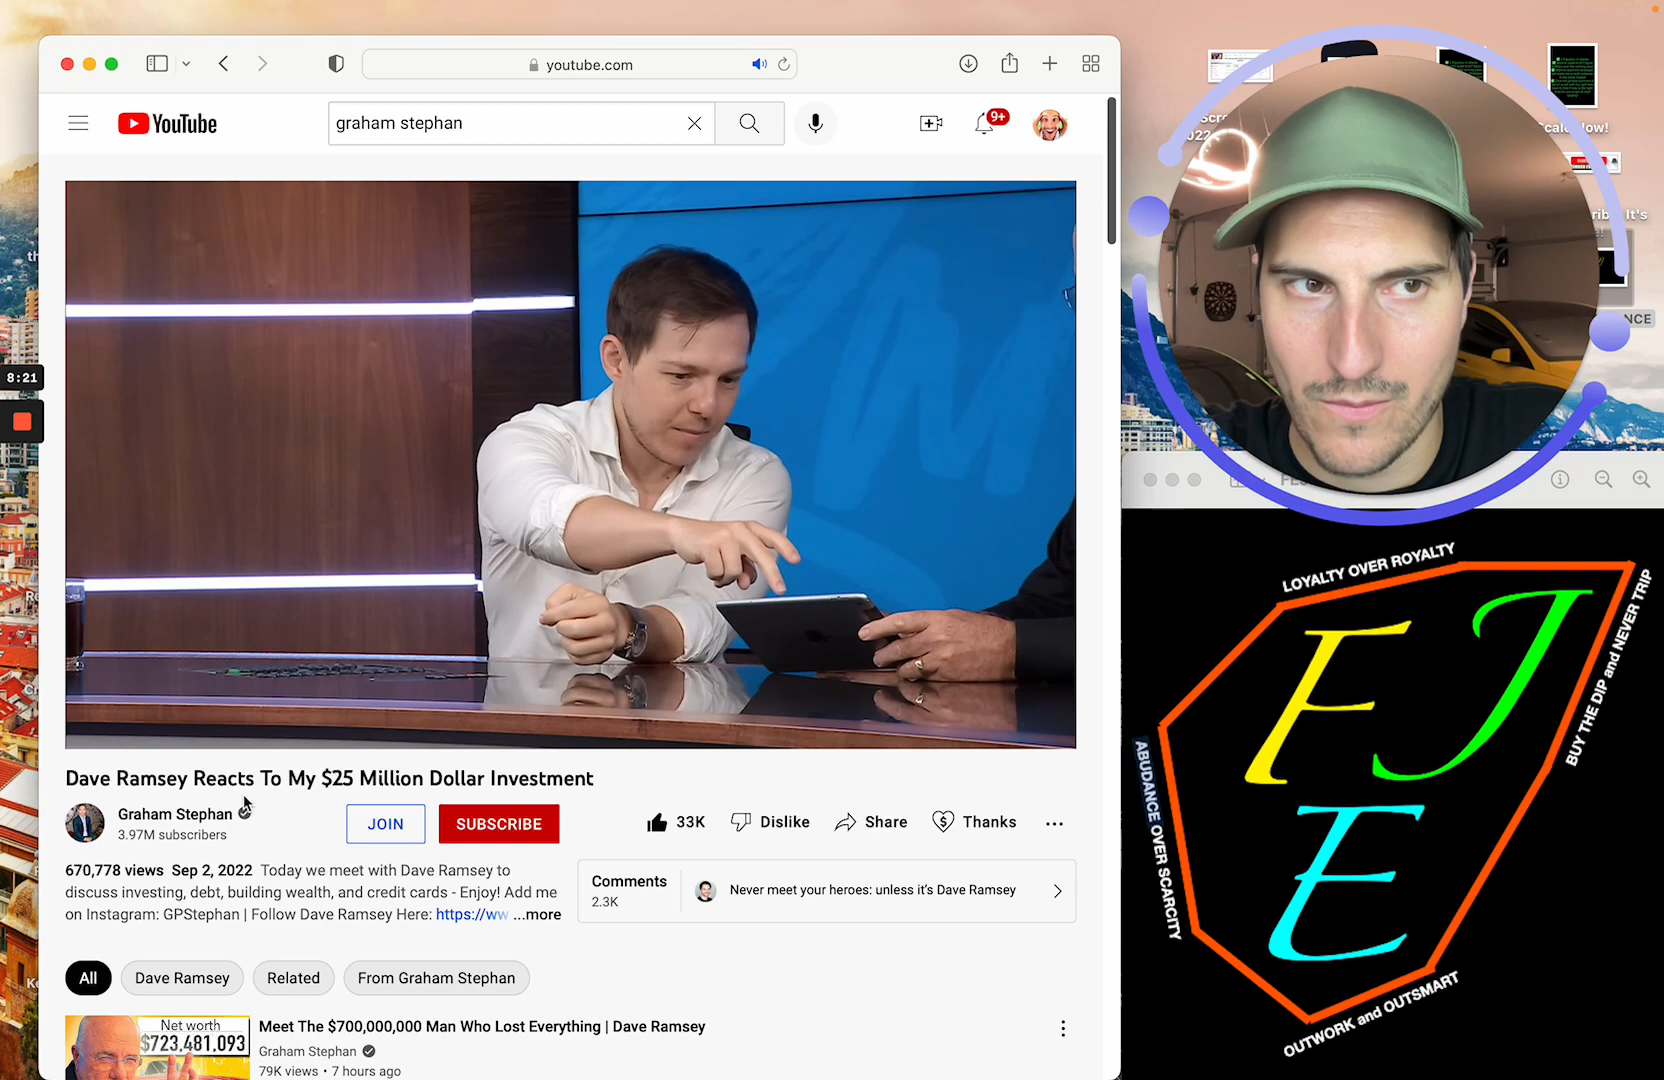 youtube.com
YouTube
graham stephan
9+
8:21
Dave Ramsey Reacts To My $25 Million Dollar Investment
Graham Stephan
3.97M subscribers
JOIN
SUBSCRIBE
33K
Dislike
Share
Thanks
670,778 views Sep 2, 2022 Today we meet with Dave Ramsey to
discuss investing, debt, building wealth, and credit cards - Enjoy! Add me
on Instagram: GPStephan | Follow Dave Ramsey Here: https://ww ...more
Comments
2.3K
Never meet your heroes: unless it's Dave Ramsey
All
Dave Ramsey
Related
From Graham Stephan
Net worth
$723,481,093
Meet The $700,000,000 Man Who Lost Everything | Dave Ramsey
Graham Stephan
79K views • 7 hours ago
LOYALTY OVER ROYALTY
BUY THE DIP and NEVER TRIP
ABUDANCE OVER SCARCITY
OUTWORK and OUTSMART
F J
E